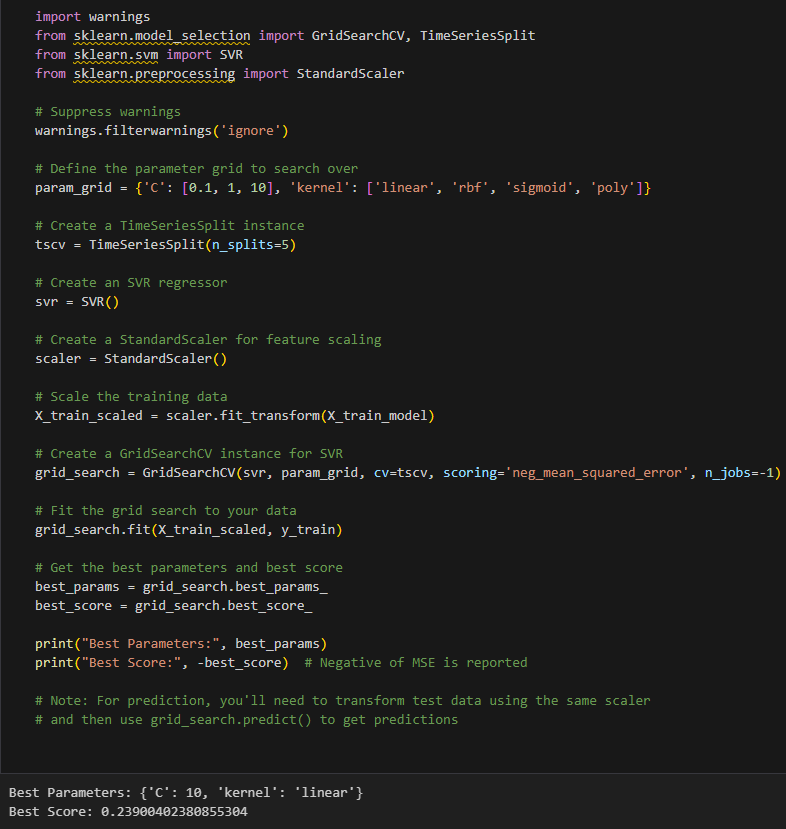 import warnings
from sklearn.model_selection import GridSearchCV, TimeSeriesSplit
from sklearn.svm import SVR
from sklearn.preprocessing import StandardScaler
# Suppress warnings
warnings.filterwarnings('ignore')
# Define the parameter grid to search over
param_grid = {'C': [0.1, 1, 10], 'kernel': ['linear', 'rbf', 'sigmoid', 'poly']}
# Create a TimeSeriesSplit instance
tscv = TimeSeriesSplit(n_splits=5)
# Create an SVR regressor
svr = SVR()
# Create a StandardScaler for feature scaling
scaler = StandardScaler()
# Scale the training data
X_train_scaled = scaler.fit_transform(X_train_model)
# Create a GridSearchCV instance for SVR
grid_search = GridSearchCV(svr, param_grid, cv=tscv, scoring='neg_mean_squared_error', n_jobs=-1)
# Fit the grid search to your data
grid_search.fit(X_train_scaled, y_train)
# Get the best parameters and best score
best_params = grid_search.best_params_
best_score = grid_search.best_score_
print("Best Parameters:", best_params)
print("Best Score:", -best_score)  # Negative of MSE is reported
# Note: For prediction, you'll need to transform test data using the same scaler
# and then use grid_search.predict() to get predictions
Best Parameters: {'C': 10, 'kernel': 'linear'}
Best Score: 0.23900402380855304